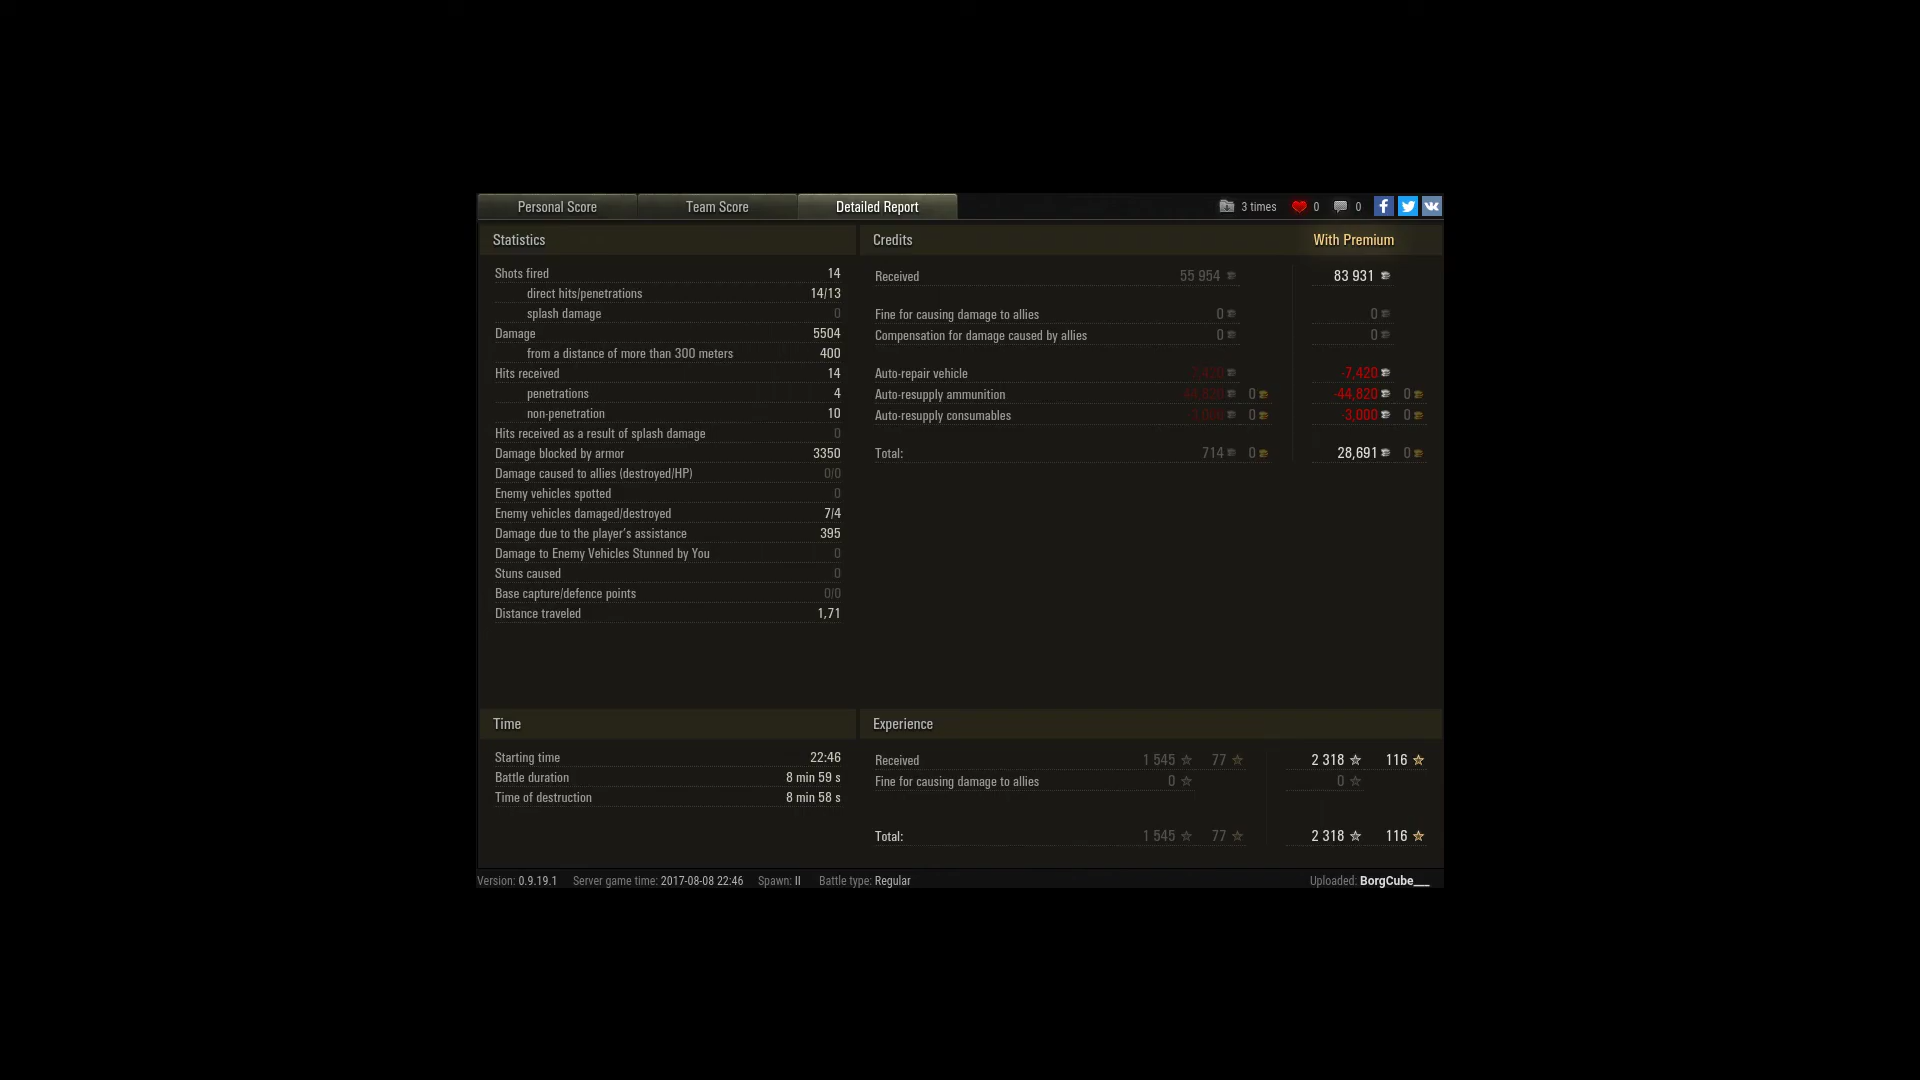 Personal Score Team Score Detailed Report 3 times 0 0
Statistics
Shots fired 14
direct hits/penetrations 14/13
splash damage 0
Damage 5504
from a distance of more than 300 meters 400
Hits received 14
penetrations 4
non-penetration 10
Hits received as a result of splash damage 0
Damage blocked by armor 3350
Damage caused to allies (destroyed/HP) 0/0
Enemy vehicles spotted 0
Enemy vehicles damaged/destroyed 7/4
Damage due to the player's assistance 395
Damage to Enemy Vehicles Stunned by You 0
Stuns caused 0
Base capture/defence points 0/0
Distance traveled 1,71
Credits With Premium
Received 55 954 83 931
Fine for causing damage to allies 0 0
Compensation for damage caused by allies 0 0
Auto-repair vehicle -7,420 -7,420
Auto-resupply ammunition -44,820 0 -44,820 0
Auto-resupply consumables -3,000 0 -3,000 0
Total: 714 0 28,691 0
Time
Starting time 22:46
Battle duration 8 min 59 s
Time of destruction 8 min 58 s
Experience
Received 1 545 77 2 318 116
Fine for causing damage to allies 0 0
Total: 1 545 77 2 318 116
Version: 0.9.19.1 Server game time: 2017-08-08 22:46 Spawn: II Battle type: Regular Uploaded: BorgCube___